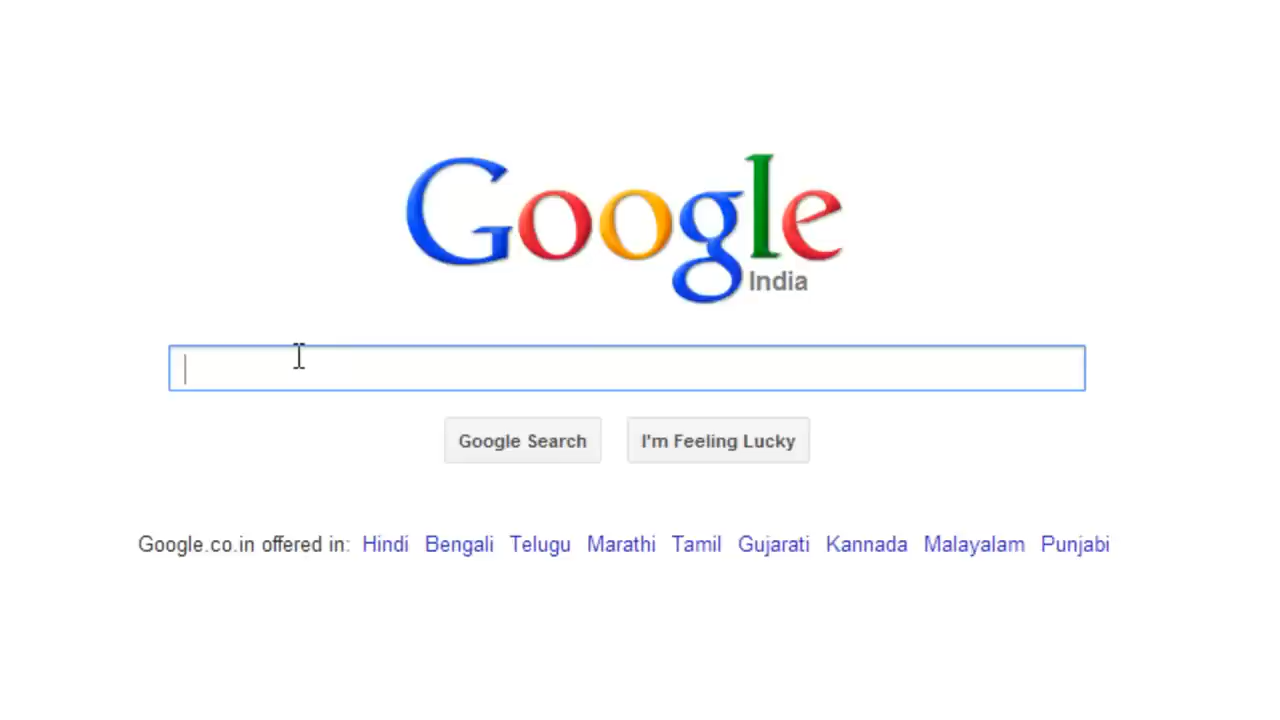 Google
India
Google Search I'm Feeling Lucky
Google.co.in offered in: Hindi Bengali Telugu Marathi Tamil Gujarati Kannada Malayalam Punjabi